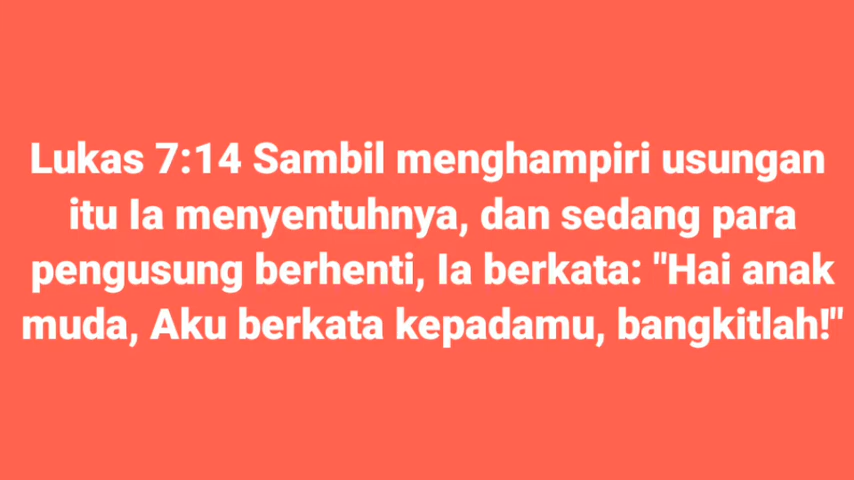 Lukas 7:14 Sambil menghampiri usungan
itu Ia menyentuhnya, dan sedang para
pengusung berhenti, Ia berkata: "Hai anak
muda, Aku berkata kepadamu, bangkitlah!"